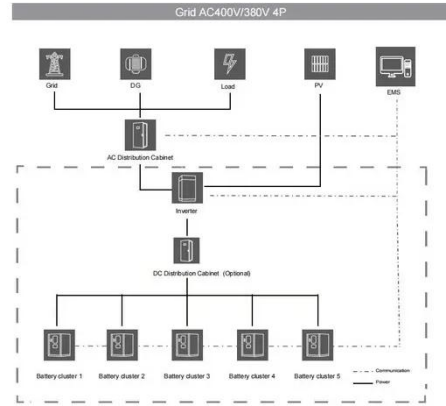 Grid AC400V/380V 4P
Grid
DG
Load
PV
EMS
AC Distribution Cabinet
Inverter
DC Distribution Cabinet (Optional)
Battery cluster 1
Battery cluster 2
Battery cluster 3
Battery cluster 4
Battery cluster 5
Communication
Power